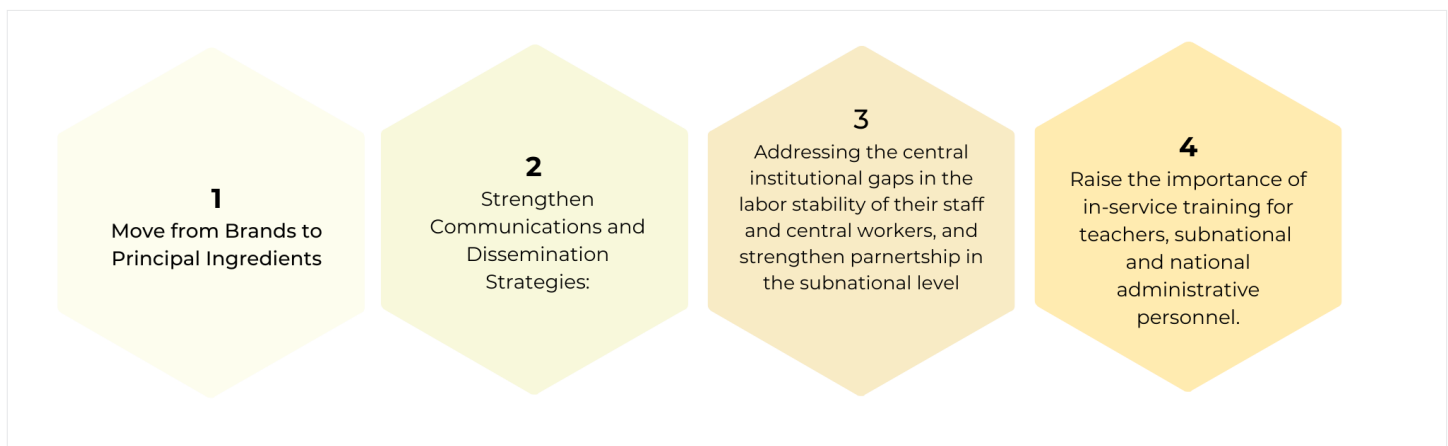 1
Move from Brands to
Principal Ingredients
2
Strengthen
Communications and
Dissemination
Strategies:
3
Addressing the central
institutional gaps in the
labor stability of their staff
and central workers, and
strengthen parnertship in
the subnational level
4
Raise the importance of
in-service training for
teachers, subnational
and national
administrative
personnel.